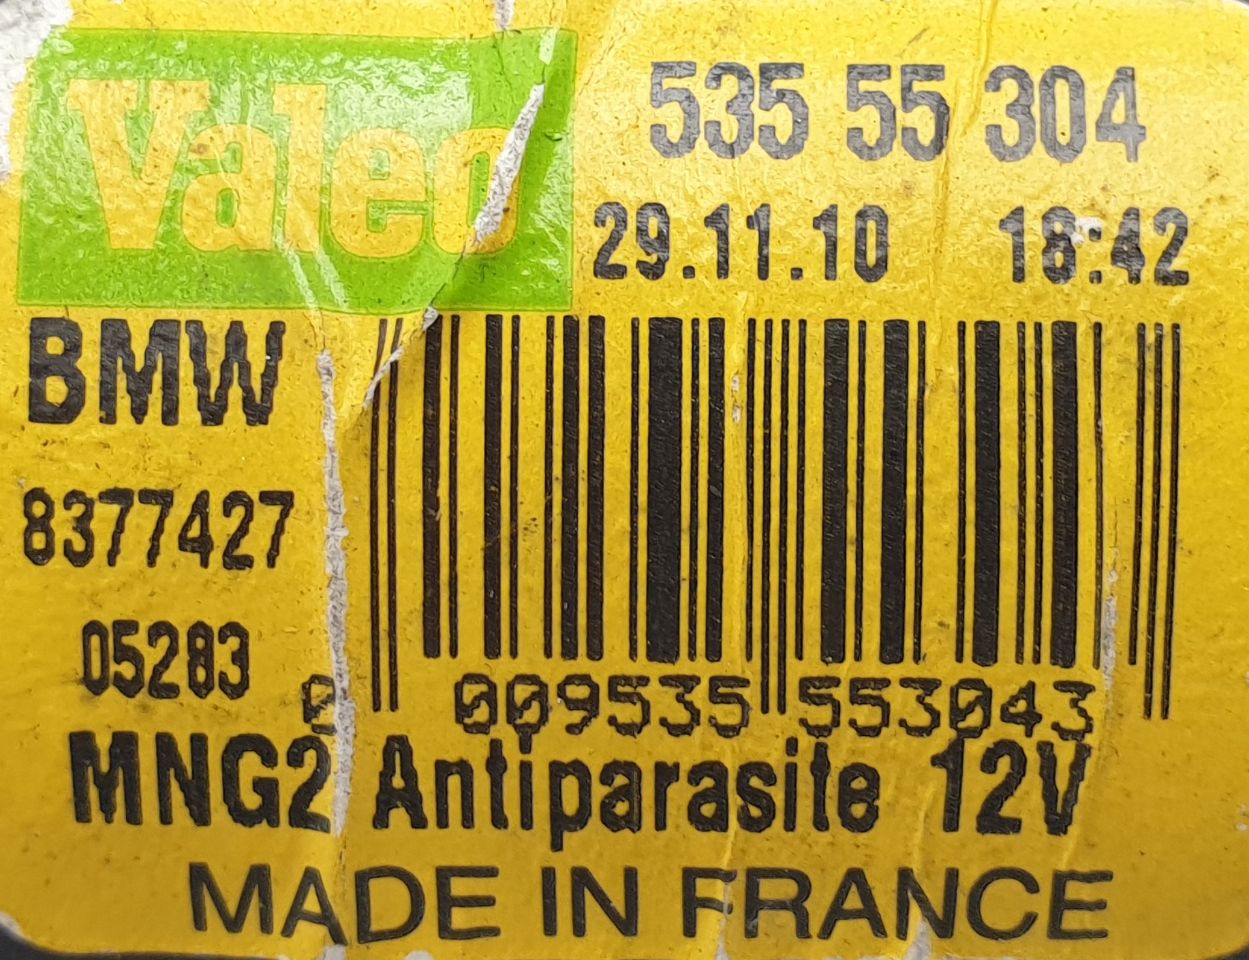 Valeo
535 55 304
29.11.10 18:42
BMW
8377427
05283
0 009535 553043
MNG2 Antiparasite 12V
MADE IN FRANCE